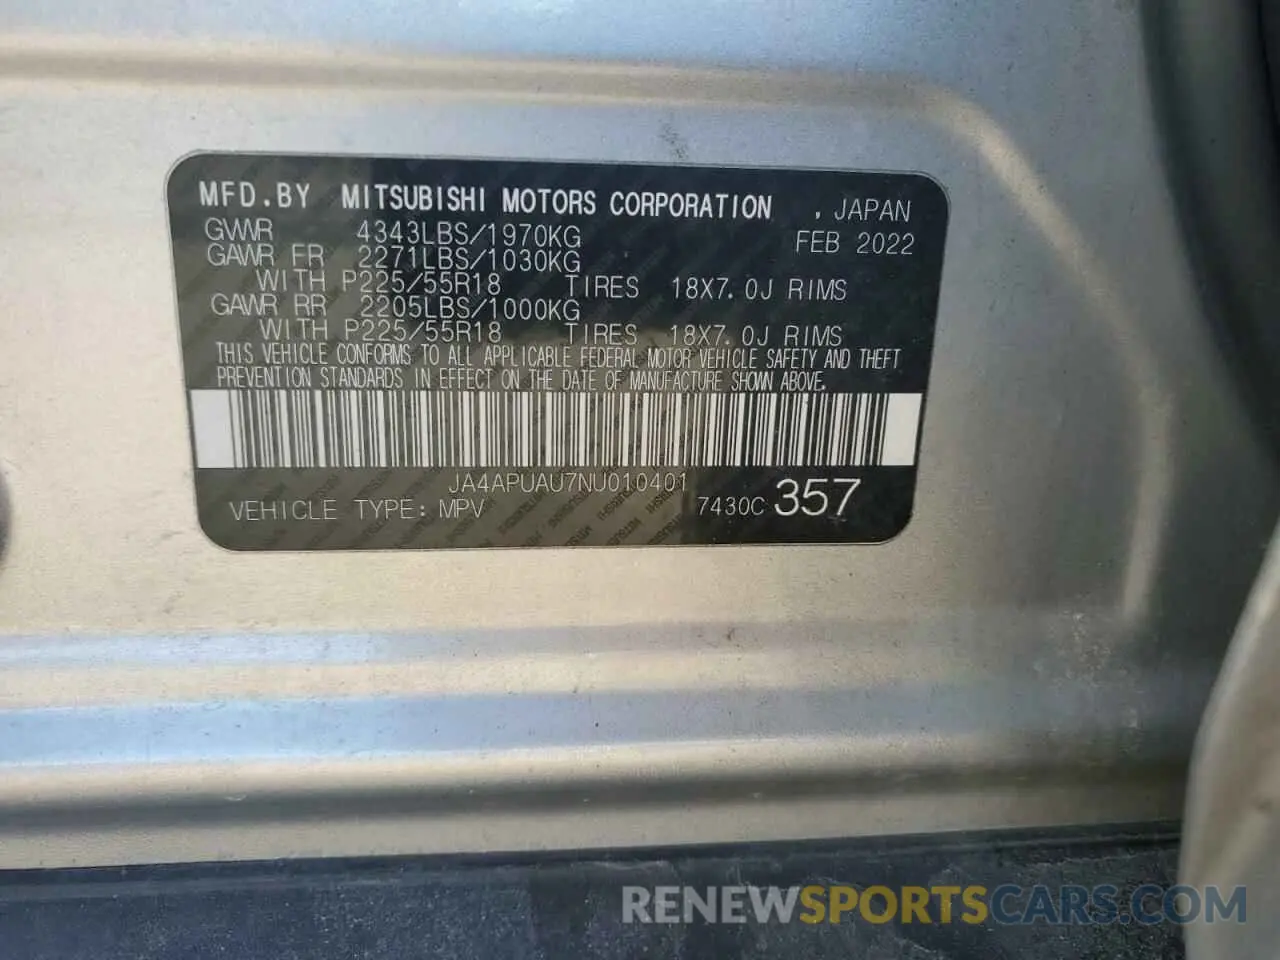 MFD.BY MITSUBISHI MOTORS CORPORATION , JAPAN
GWWR 4343LBS/1970KG FEB 2022
GAWR FR 2271LBS/1030KG
WITH P225/55R18 TIRES 18X7.0J RIMS
GAWR RR 2205LBS/1000KG
WITH P225/55R18 TIRES 18X7.0J RIMS
THIS VEHICLE CONFORMS TO ALL APPLICABLE FEDERAL MOTOR VEHICLE SAFETY AND THEFT
PREVENTION STANDARDS IN EFFECT ON THE DATE OF MANUFACTURE SHOWN ABOVE.
JA4APUAU7NU010401
VEHICLE TYPE: MPV 7430C 357
RENEWSPORTSCARS.COM